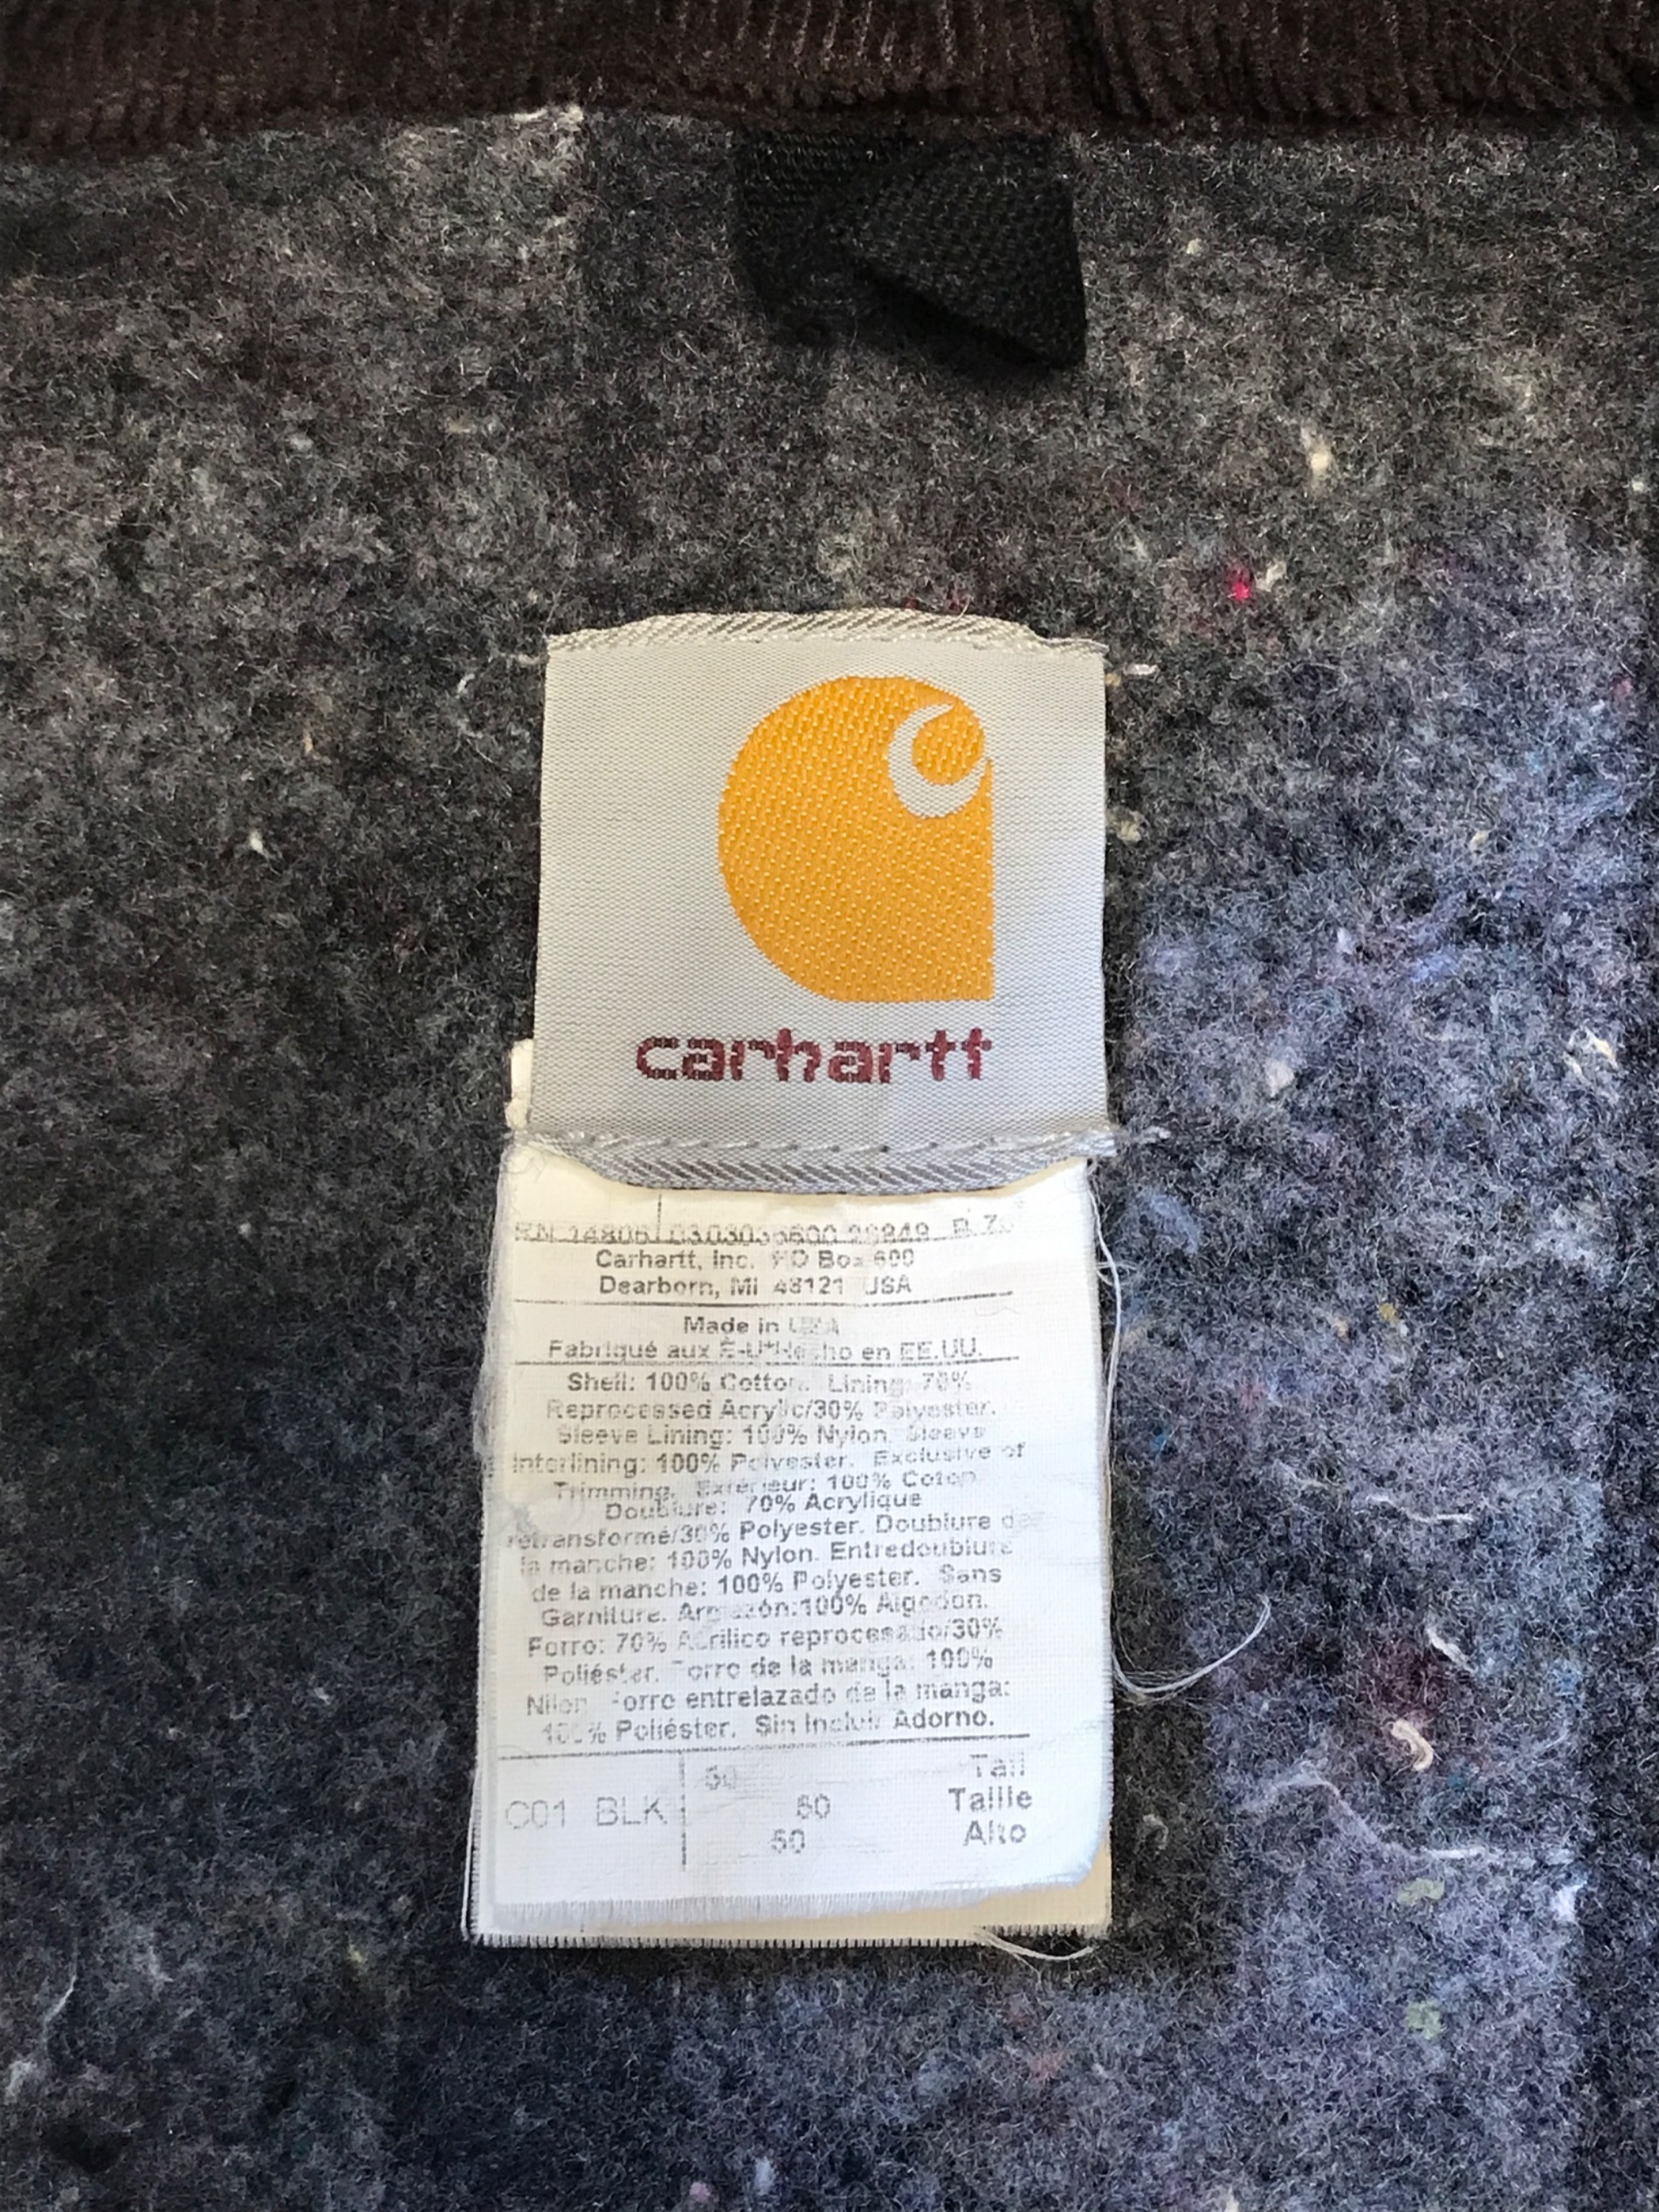 carhartt
RN 14806
Carhartt, Inc. PO Box 600
Dearborn, MI 48121 USA
Made in USA
Fabriqué aux É-U*Hecho en EE.UU.
Shell: 100% Cotton. Lining: 70%
Reprocessed Acrylic/30% Polyester.
Sleeve Lining: 100% Nylon. Sleeve
Interlining: 100% Polyester. Exclusive of
Trimming. Extérieur: 100% Coton.
Doublure: 70% Acrylique
retransformé/30% Polyester. Doublure de
la manche: 100% Nylon. Entredoublure
de la manche: 100% Polyester. Sans
Garniture. Armazón:100% Algodon.
Forro: 70% Acrílico reprocesado/30%
Poliéster. Forro de la manga: 100%
Nilon Forro entrelazado de la manga:
100% Poliéster. Sin Incluir Adorno.
50 Tall
C01 BLK 50 Taille
50 Alto